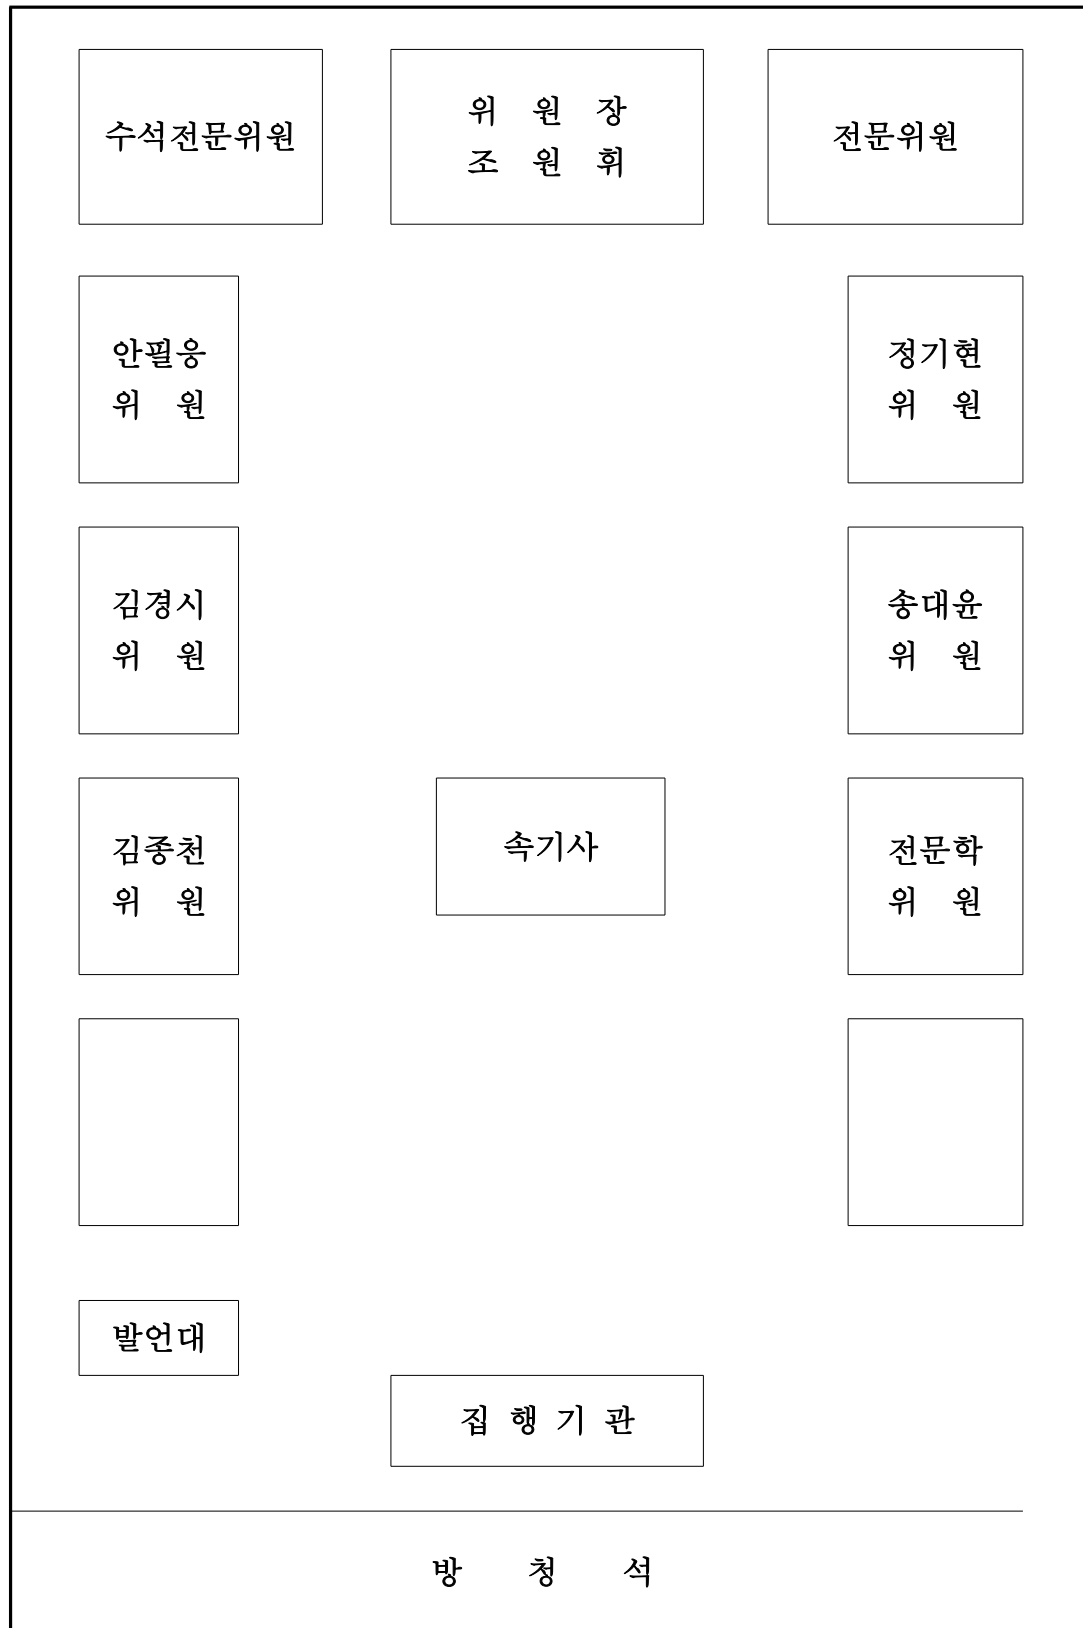 수석전문위원
위 원 장
조 원 휘
전문위원
안필응
위 원
정기현
위 원
김경시
위 원
송대윤
위 원
김종천
위 원
속기사
전문학
위 원
발언대
집 행 기 관
방 청 석